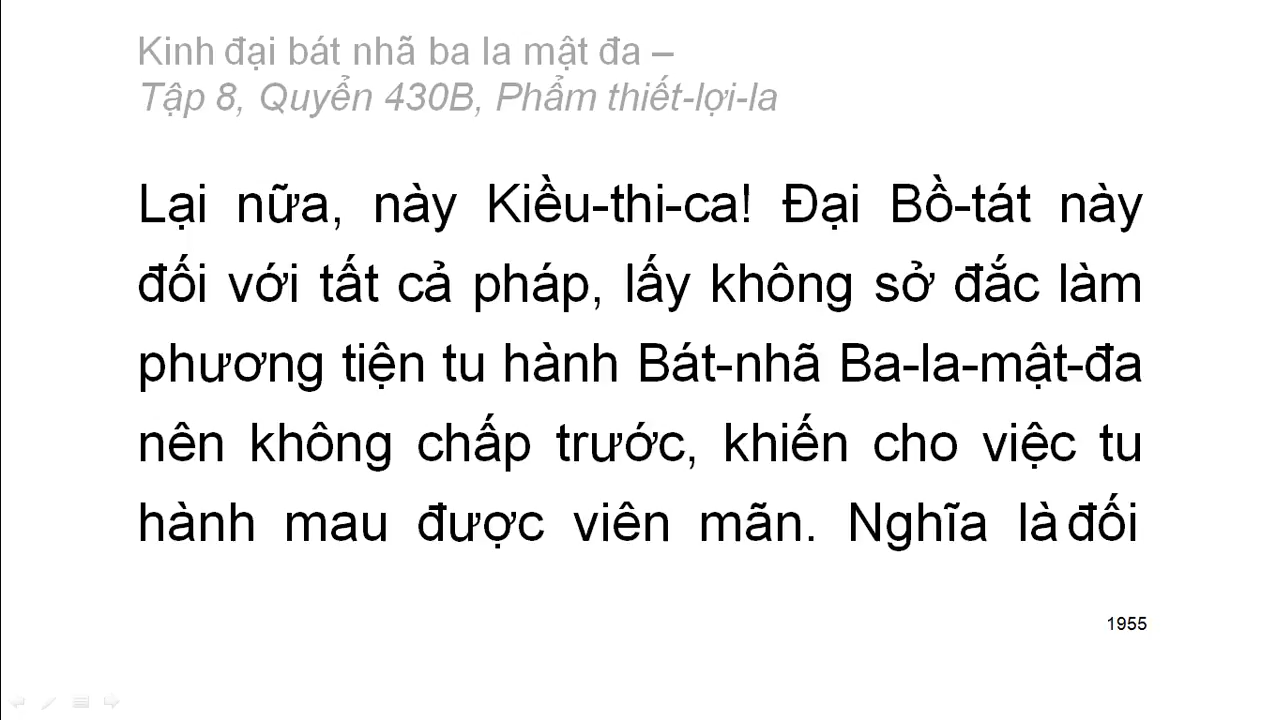 Kinh đại bát nhã ba la mật đa –
Tập 8, Quyển 430B, Phẩm thiết-lợi-la
Lại nữa, này Kiều-thi-ca! Đại Bồ-tát này
đối với tất cả pháp, lấy không sở đắc làm
phương tiện tu hành Bát-nhã Ba-la-mật-đa
nên không chấp trước, khiến cho việc tu
hành mau được viên mãn. Nghĩa là đối
1955